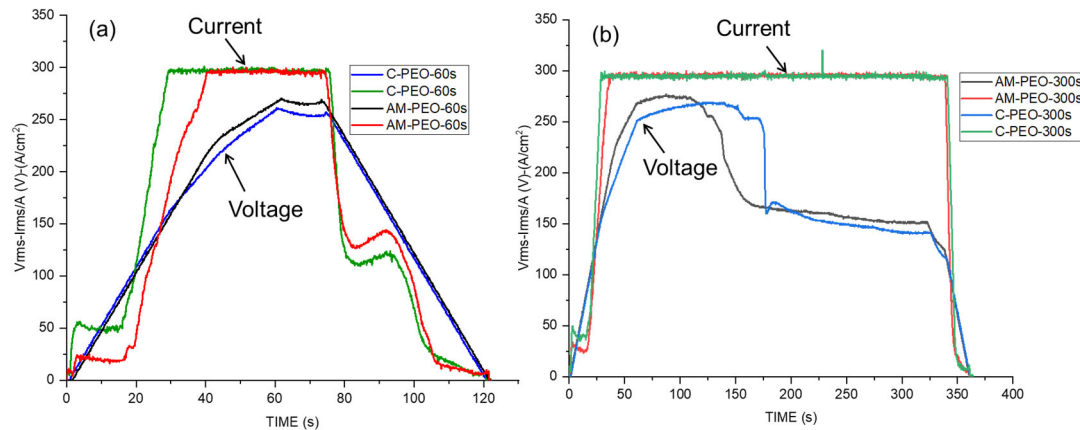 (a)
Current
C-PEO-60s
C-PEO-60s
AM-PEO-60s
AM-PEO-60s
Voltage
Vrms-Irms/A (V)-(A/cm²)
350
300
250
200
150
100
50
0
0 20 40 60 80 100 120
TIME (s)
(b)
Current
AM-PEO-300s
AM-PEO-300s
C-PEO-300s
C-PEO-300s
Voltage
Vrms-Irms/A (V)-(A/cm²)
350
300
250
200
150
100
50
0
0 50 100 150 200 250 300 350 400
TIME (s)